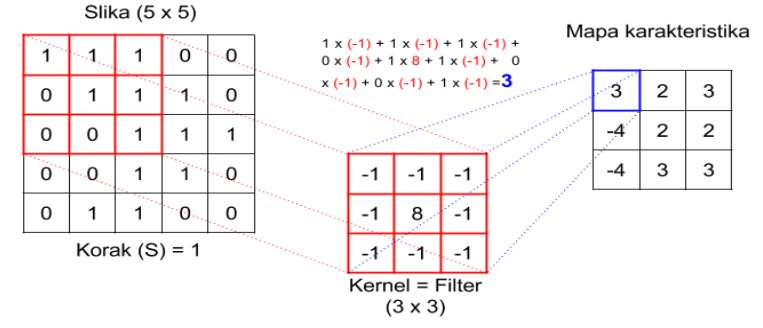 Slika (5 x 5)
1 1 1 0 0
0 1 1 1 0
0 0 1 1 1
0 0 1 1 0
0 1 1 0 0
Korak (S) = 1
1 x (-1) + 1 x (-1) + 1 x (-1) +
0 x (-1) + 1 x 8 + 1 x (-1) + 0
x (-1) + 0 x (-1) + 1 x (-1) =3
-1 -1 -1
-1 8 -1
-1 -1 -1
Kernel = Filter
(3 x 3)
Mapa karakteristika
3 2 3
-4 2 2
-4 3 3